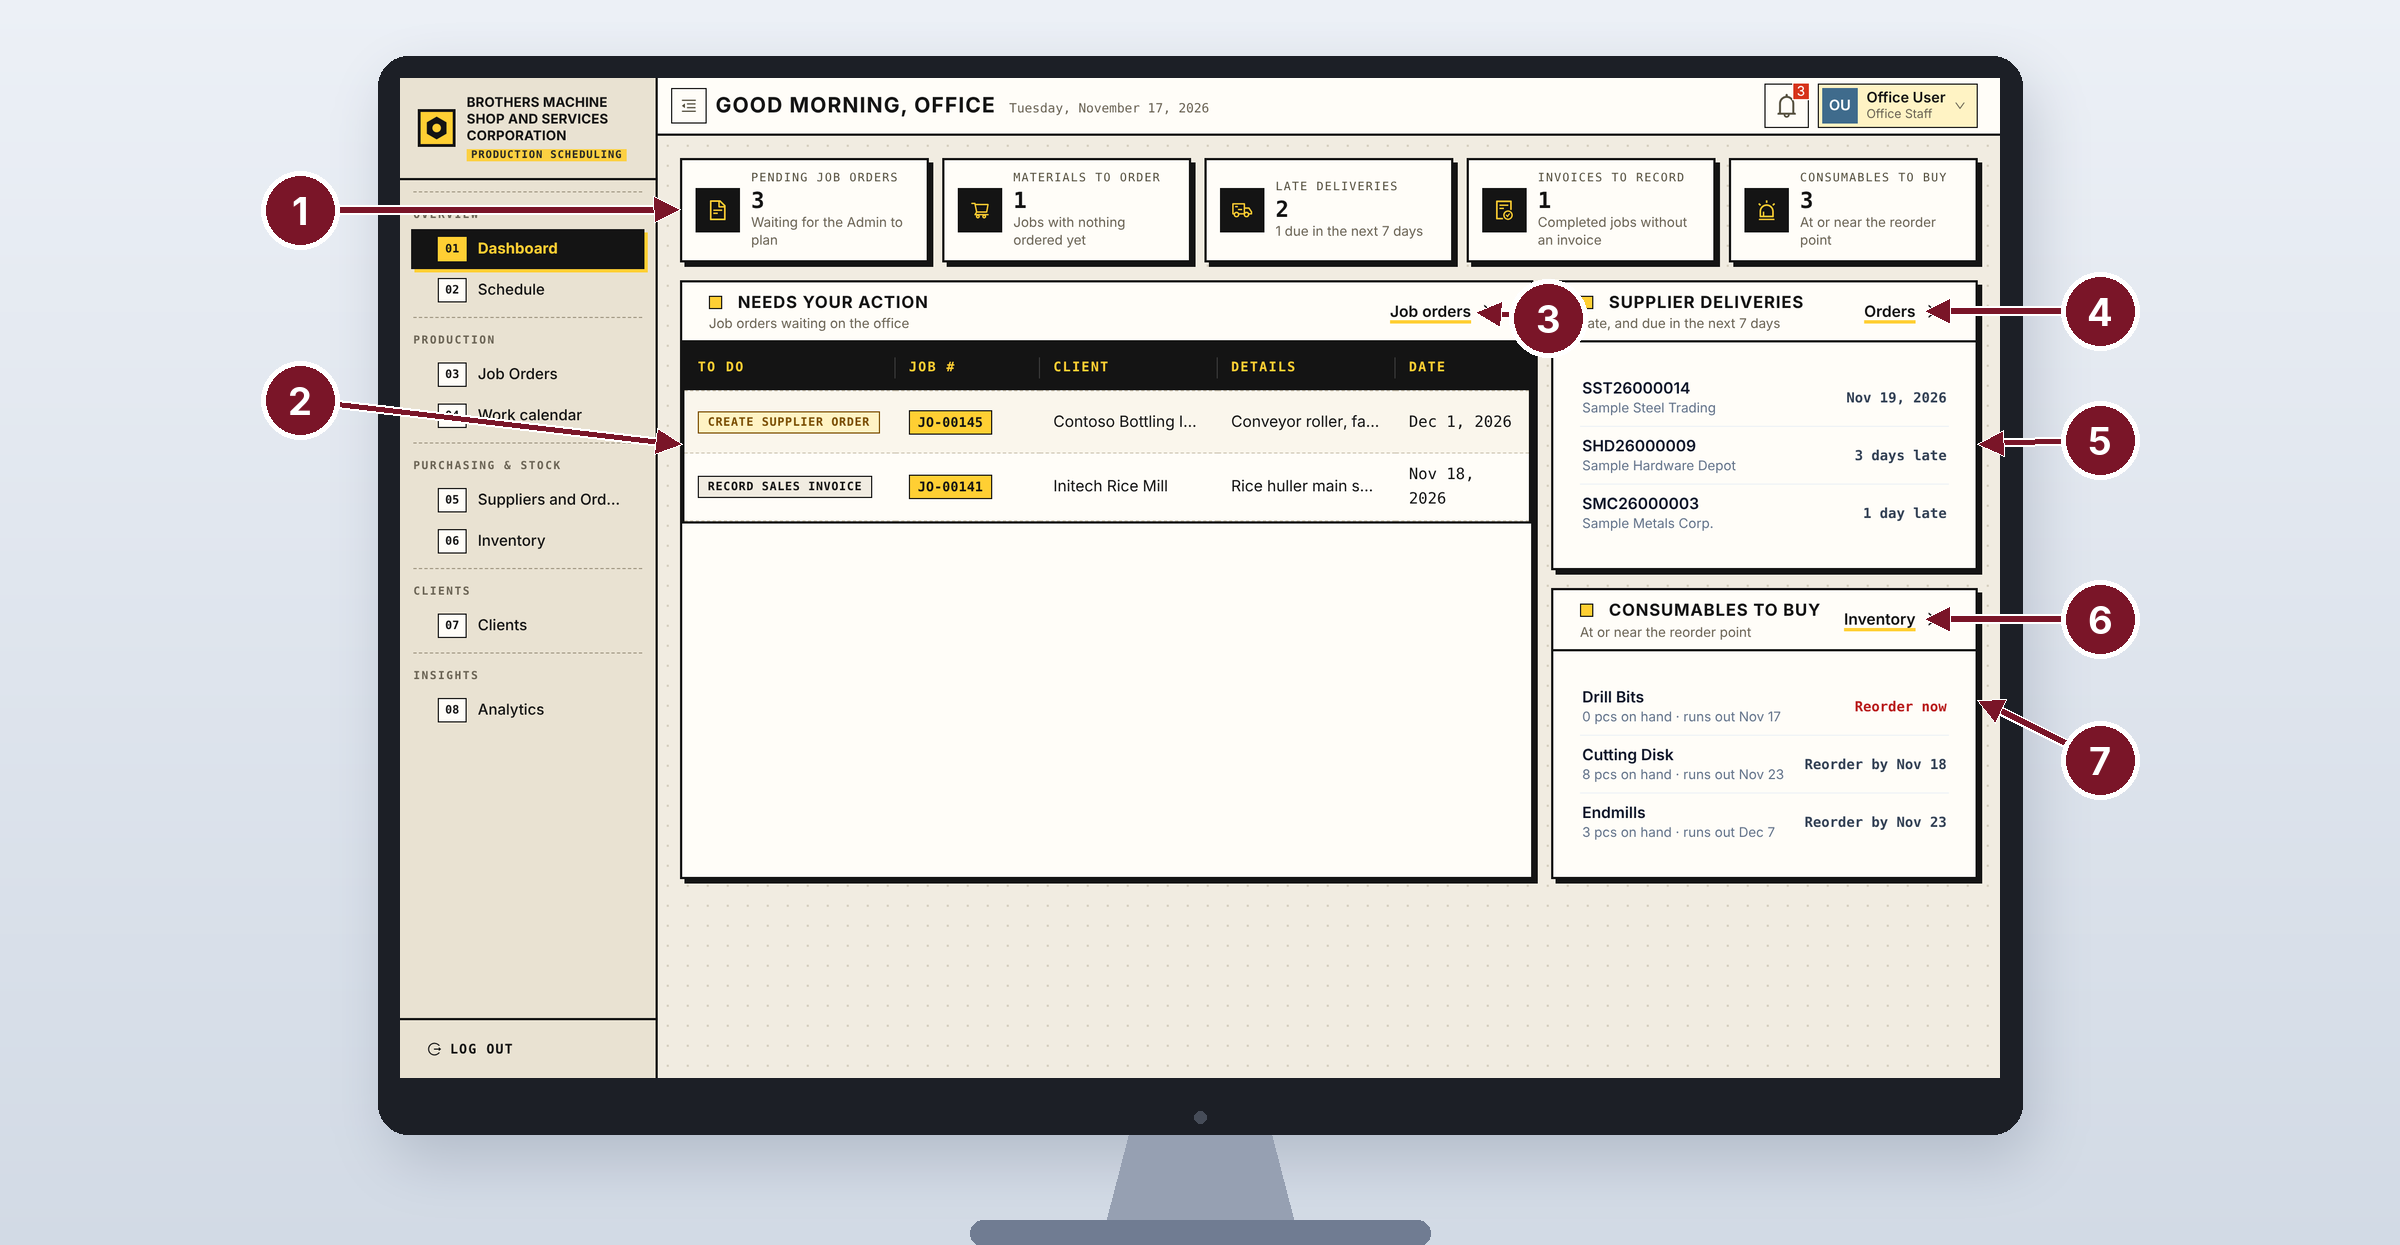 BROTHERS MACHINE
SHOP AND SERVICES
CORPORATION
PRODUCTION SCHEDULING
OVERVIEW
01 Dashboard
02 Schedule
PRODUCTION
03 Job Orders
04 Work calendar
PURCHASING & STOCK
05 Suppliers and Ord...
06 Inventory
CLIENTS
07 Clients
INSIGHTS
08 Analytics
LOG OUT
GOOD MORNING, OFFICE Tuesday, November 17, 2026
3
OU Office User
Office Staff
PENDING JOB ORDERS
3
Waiting for the Admin to
plan
MATERIALS TO ORDER
1
Jobs with nothing
ordered yet
LATE DELIVERIES
2
1 due in the next 7 days
INVOICES TO RECORD
1
Completed jobs without
an invoice
CONSUMABLES TO BUY
3
At or near the reorder
point
NEEDS YOUR ACTION
Job orders waiting on the office
Job orders
TO DO JOB # CLIENT DETAILS DATE
CREATE SUPPLIER ORDER JO-00145 Contoso Bottling I... Conveyor roller, fa... Dec 1, 2026
RECORD SALES INVOICE JO-00141 Initech Rice Mill Rice huller main s... Nov 18,
2026
SUPPLIER DELIVERIES
ate, and due in the next 7 days
Orders
SST26000014
Sample Steel Trading
Nov 19, 2026
SHD26000009
Sample Hardware Depot
3 days late
SMC26000003
Sample Metals Corp.
1 day late
CONSUMABLES TO BUY
At or near the reorder point
Inventory
Drill Bits
0 pcs on hand · runs out Nov 17
Reorder now
Cutting Disk
8 pcs on hand · runs out Nov 23
Reorder by Nov 18
Endmills
3 pcs on hand · runs out Dec 7
Reorder by Nov 23
1
2
3
4
5
6
7